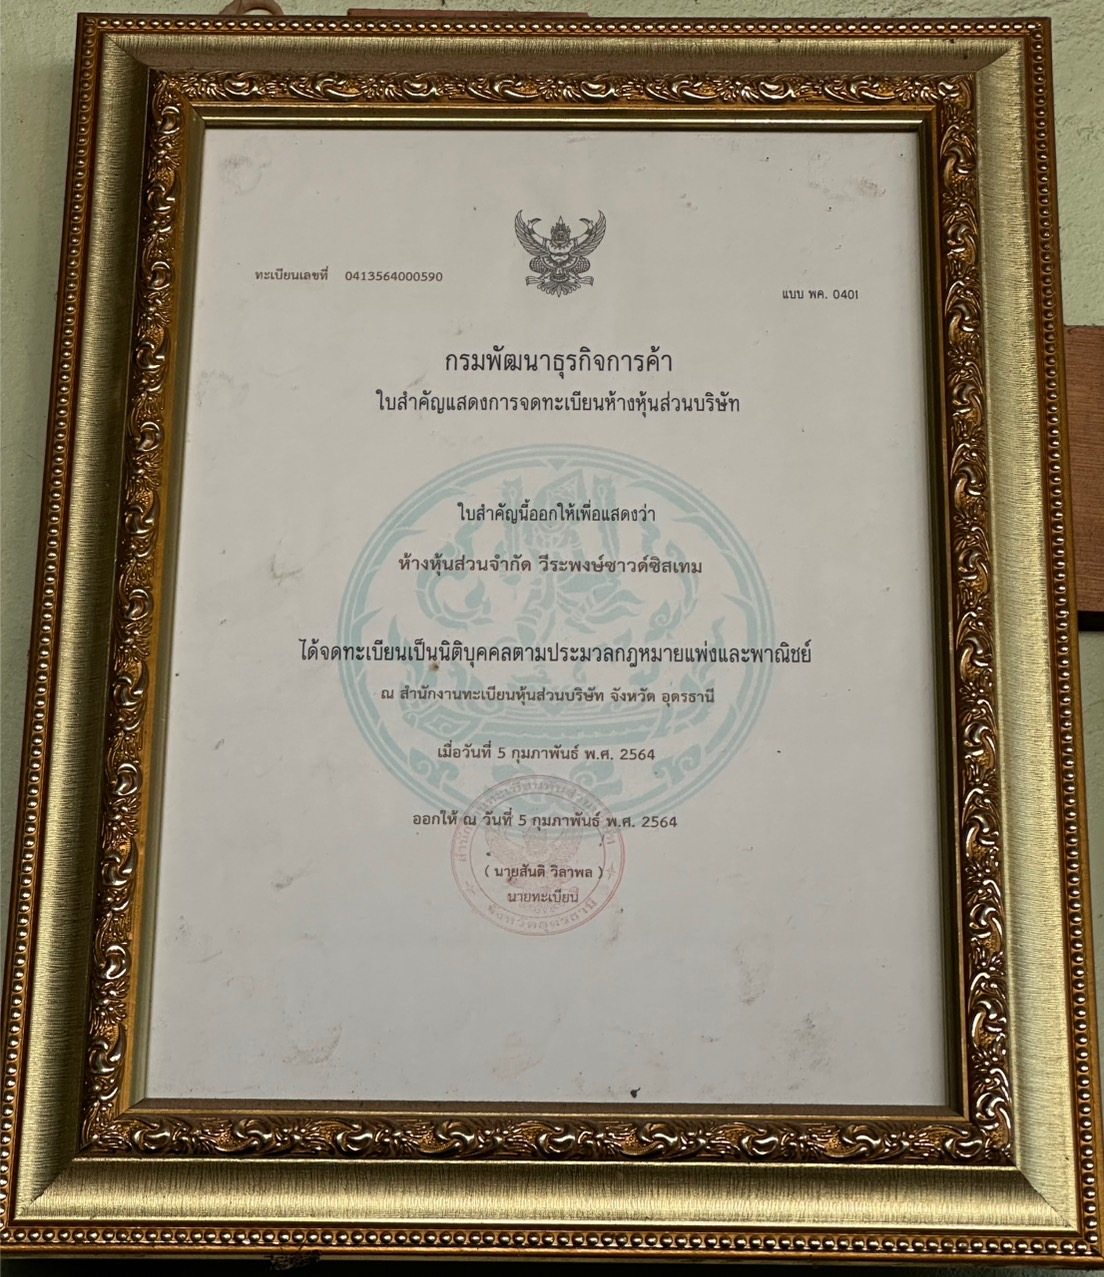 ทะเบียนเลขที่ 0413564000590
แบบ พค. 0401
กรมพัฒนาธุรกิจการค้า
ใบสำคัญแสดงการจดทะเบียนห้างหุ้นส่วนบริษัท
ใบสำคัญนี้ออกให้เพื่อแสดงว่า
ห้างหุ้นส่วนจำกัด วีระพงษ์ซาวด์ซิสเทม
ได้จดทะเบียนเป็นนิติบุคคลตามประมวลกฎหมายแพ่งและพาณิชย์
ณ สำนักงานทะเบียนหุ้นส่วนบริษัท จังหวัด อุดรธานี
เมื่อวันที่ 5 กุมภาพันธ์ พ.ศ. 2564
ออกให้ ณ วันที่ 5 กุมภาพันธ์ พ.ศ. 2564
( นายสันติ วิลาพล )
นายทะเบียน
จังหวัดอุดรธานี